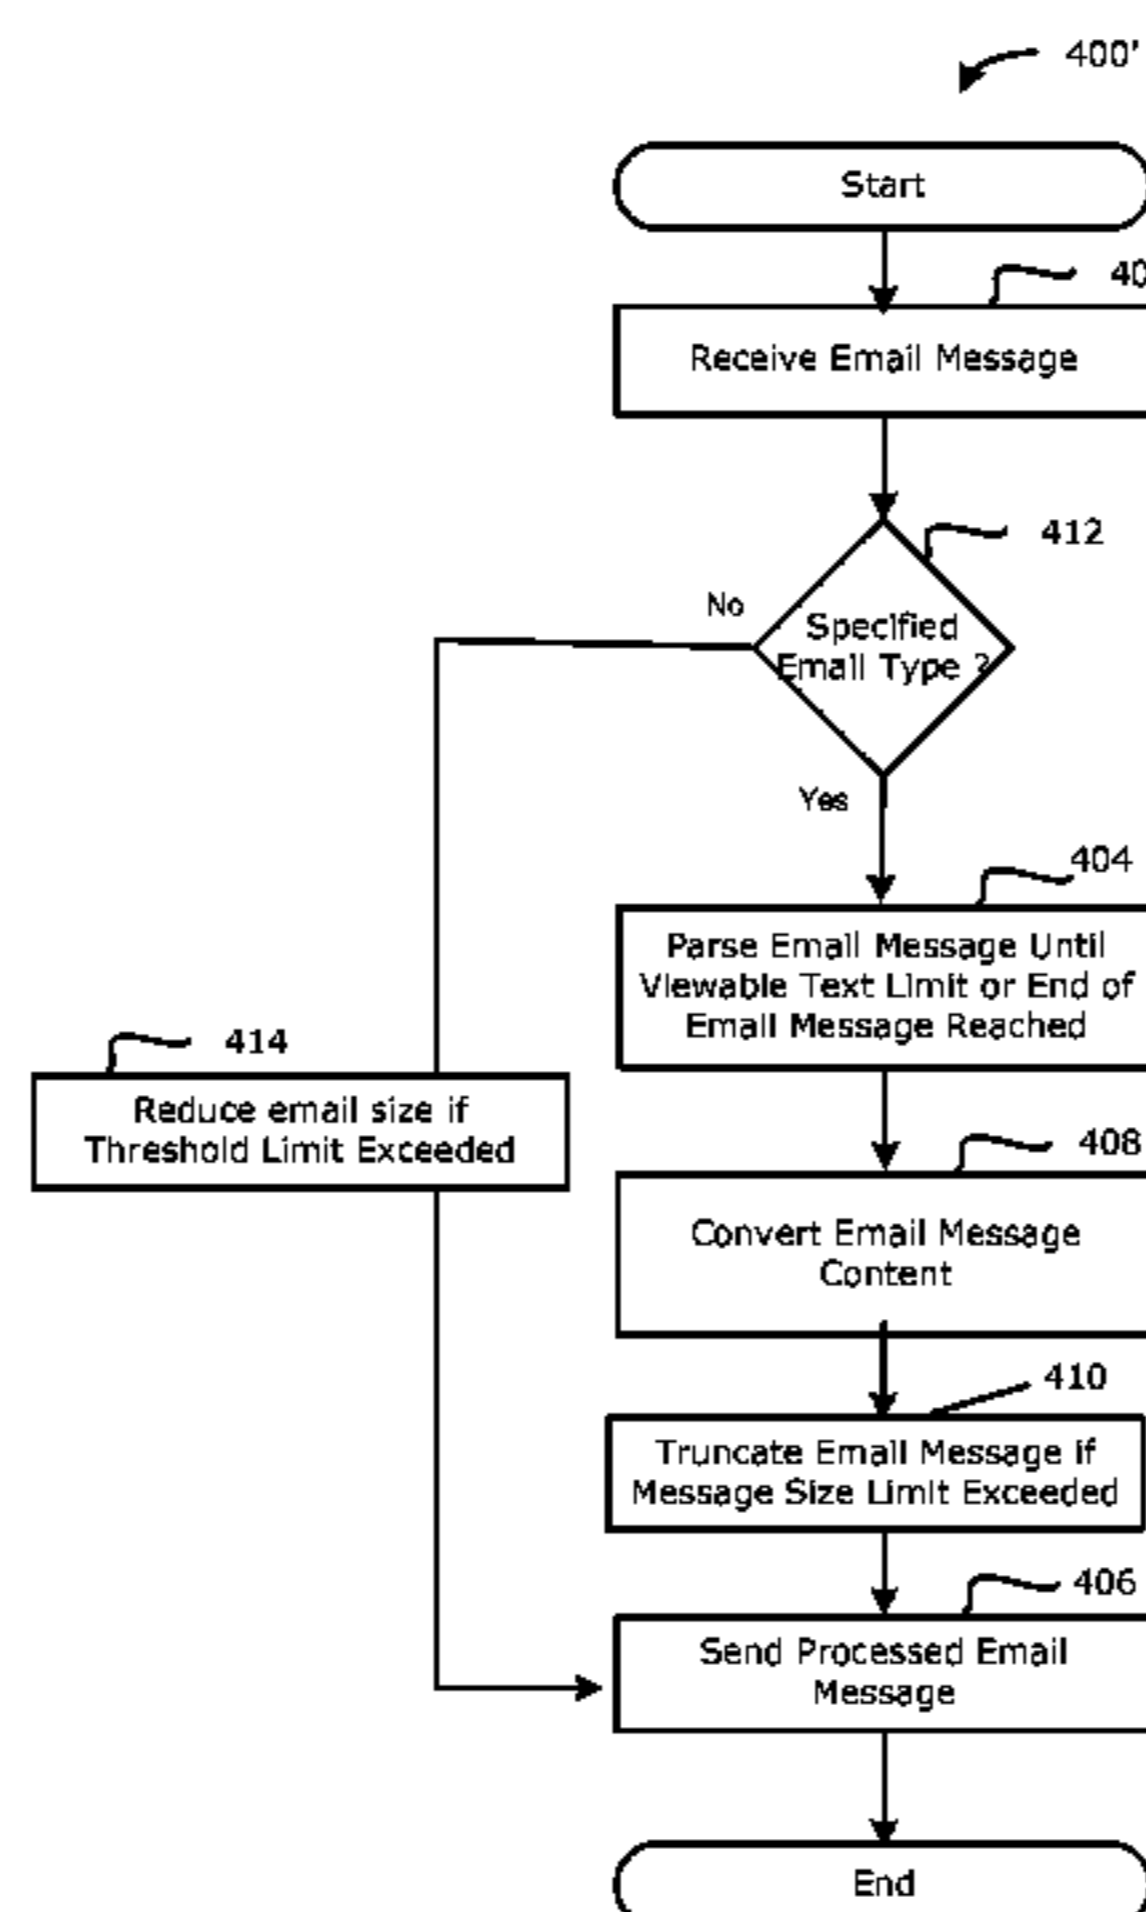 400'
Start
40
Receive Email Message
412
No
Specified
Email Type ?
Yes
404
Parse Email Message Until
Viewable Text Limit or End of
Email Message Reached
414
Reduce email size if
Threshold Limit Exceeded
408
Convert Email Message
Content
410
Truncate Email Message if
Message Size Limit Exceeded
406
Send Processed Email
Message
End